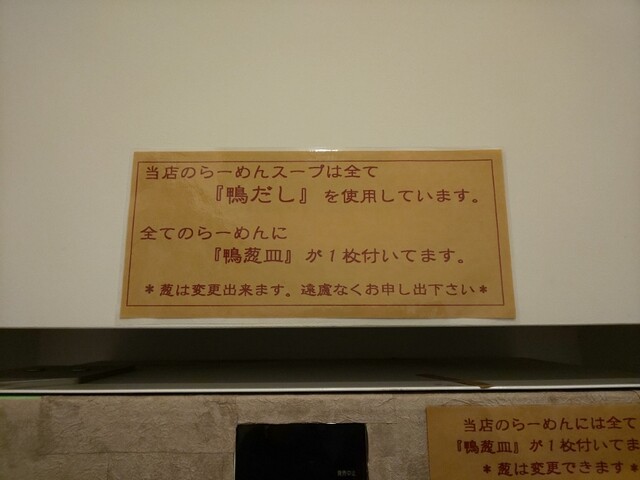 当店のらーめんスープは全て
『鴨だし』を使用しています。
全てのらーめんに
『鴨葱皿』が１枚付いてます。
＊葱は変更出来ます。遠慮なくお申し出下さい＊
当店のらーめんには全て
『鴨葱皿』が１枚付いてま
＊葱は変更できます＊